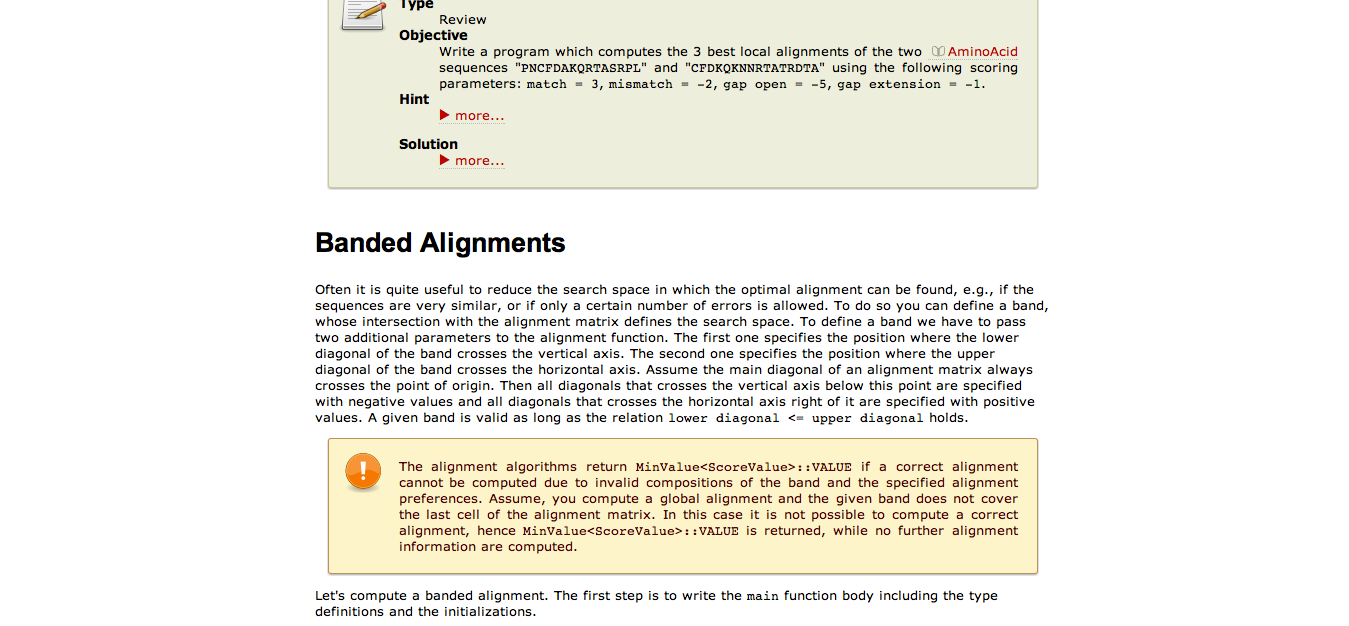 Type
Review
Objective
Write a program which computes the 3 best local alignments of the two AminoAcid
sequences "PNCFDAKQRTASRPL" and "CFDKQKNNRTATRDTA" using the following scoring
parameters: match = 3, mismatch = -2, gap open = -5, gap extension = -1.
Hint
more...
Solution
more...
Banded Alignments
Often it is quite useful to reduce the search space in which the optimal alignment can be found, e.g., if the
sequences are very similar, or if only a certain number of errors is allowed. To do so you can define a band,
whose intersection with the alignment matrix defines the search space. To define a band we have to pass
two additional parameters to the alignment function. The first one specifies the position where the lower
diagonal of the band crosses the vertical axis. The second one specifies the position where the upper
diagonal of the band crosses the horizontal axis. Assume the main diagonal of an alignment matrix always
crosses the point of origin. Then all diagonals that crosses the vertical axis below this point are specified
with negative values and all diagonals that crosses the horizontal axis right of it are specified with positive
values. A given band is valid as long as the relation lower diagonal <= upper diagonal holds.
The alignment algorithms return MinValue<ScoreValue>::VALUE if a correct alignment
cannot be computed due to invalid compositions of the band and the specified alignment
preferences. Assume, you compute a global alignment and the given band does not cover
the last cell of the alignment matrix. In this case it is not possible to compute a correct
alignment, hence MinValue<ScoreValue>::VALUE is returned, while no further alignment
information are computed.
Let's compute a banded alignment. The first step is to write the main function body including the type
definitions and the initializations.